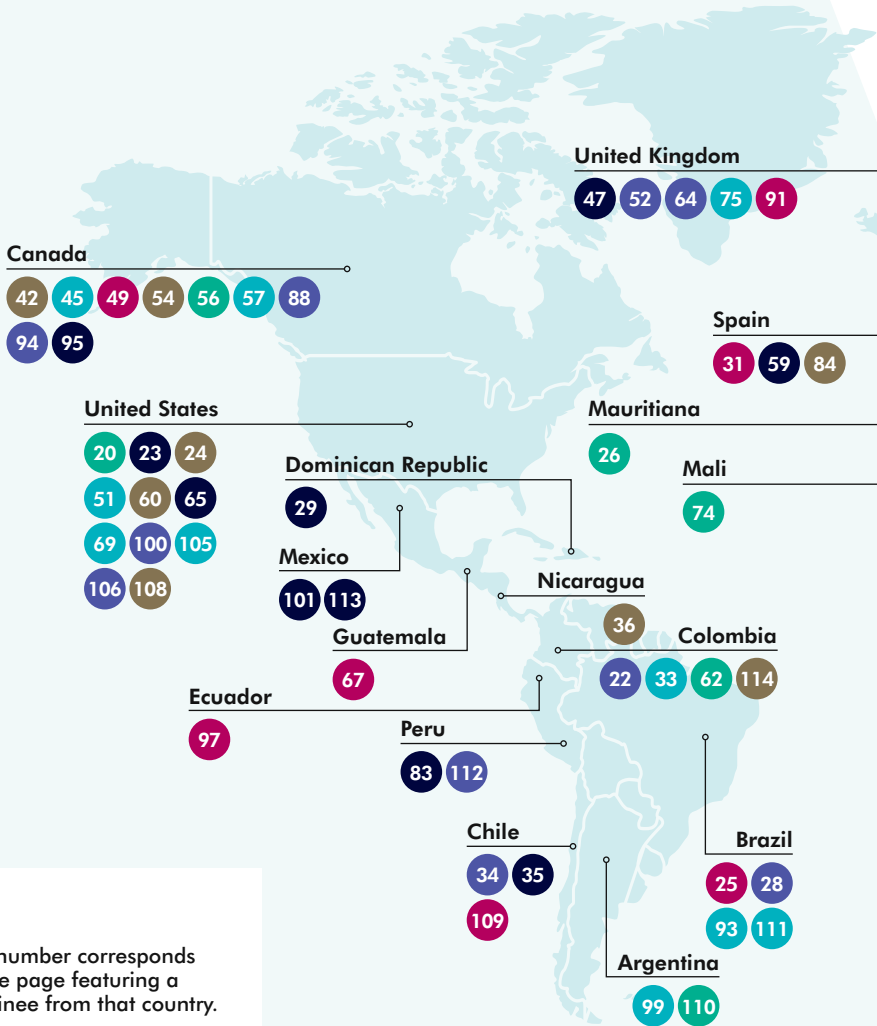 United Kingdom
47 52 64 75 91
Canada
42 45 49 54 56 57 88
94 95
Spain
31 59 84
United States
20 23 24
51 60 65
69 100 105
106 108
Mauritiana
26
Dominican Republic
29
Mali
74
Mexico
101 113
Nicaragua
36
Guatemala
67
Colombia
22 33 62 114
Ecuador
97
Peru
83 112
Chile
34 35
109
Brazil
25 28
93 111
Argentina
99 110
number corresponds
e page featuring a
inee from that country.